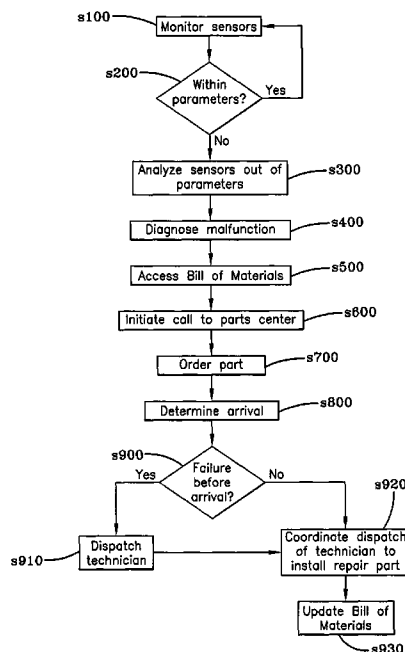 s100
Monitor sensors
s200
Within
parameters?
Yes
No
Analyze sensors out of
parameters
s300
Diagnose malfunction
s400
Access Bill of Materials
s500
Initiate call to parts center
s600
Order part
s700
Determine arrival
s800
s900
Yes
Failure
before
arrival?
No
s920
Dispatch
technician
s910
Coordinate dispatch
of technician to
install repair part
Update Bill of
Materials
s930